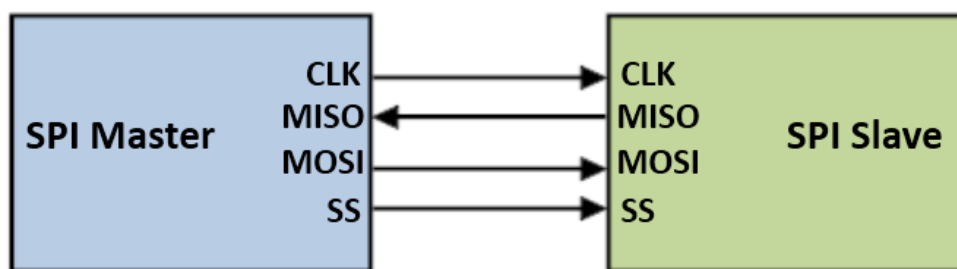 SPI Master
CLK
MISO
MOSI
SS
CLK
MISO
MOSI
SS
SPI Slave